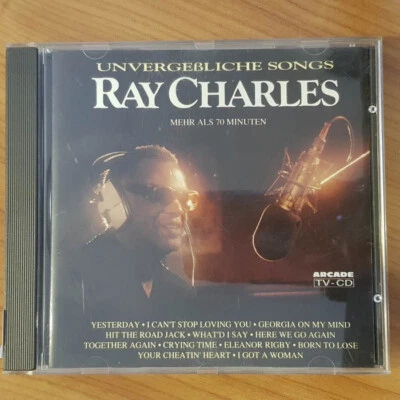 UNVERGEßLICHE SONGS
RAY CHARLES
MEHR ALS 70 MINUTEN
ARCADE
TV-CD
YESTERDAY • I CAN'T STOP LOVING YOU • GEORGIA ON MY MIND
HIT THE ROAD JACK • WHAT'D I SAY • HERE WE GO AGAIN
TOGETHER AGAIN • CRYING TIME • ELEANOR RIGBY • BORN TO LOSE
YOUR CHEATIN' HEART • I GOT A WOMAN